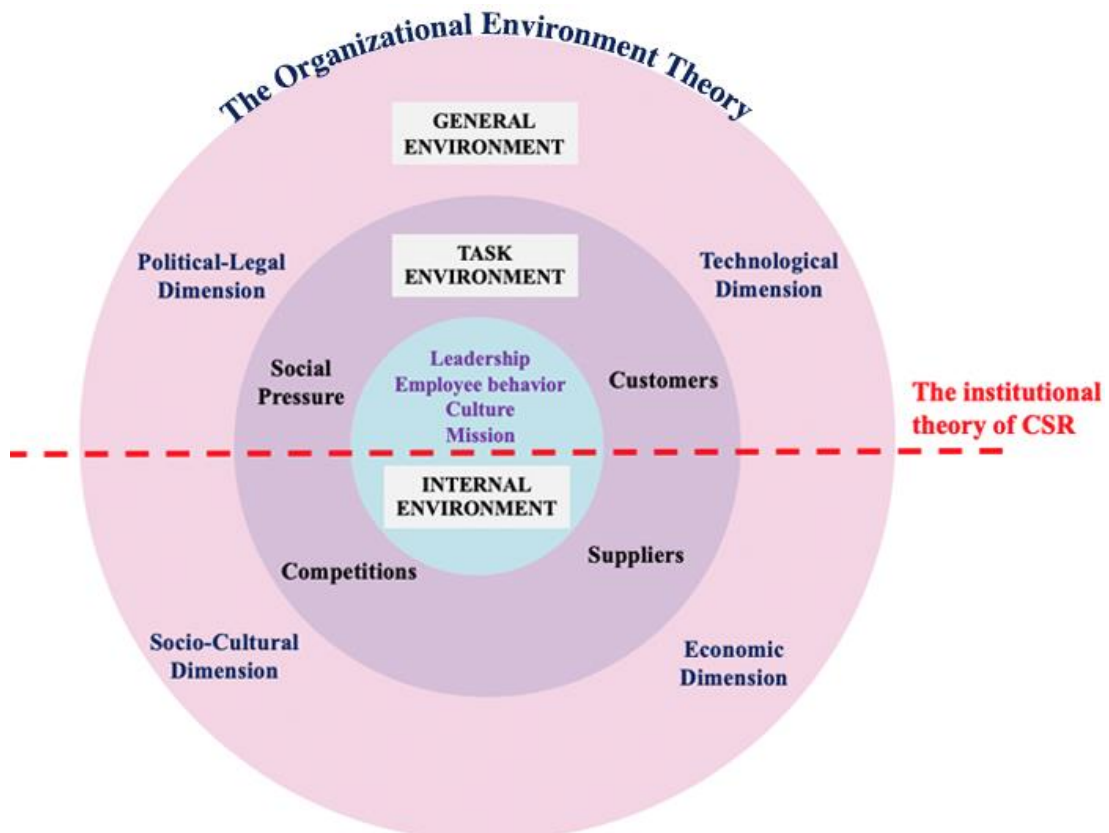 The Organizational Environment Theory
GENERAL
ENVIRONMENT
TASK
ENVIRONMENT
Political-Legal
Dimension
Technological
Dimension
Social
Pressure
Leadership
Employee behavior
Culture
Mission
Customers
The institutional
theory of CSR
INTERNAL
ENVIRONMENT
Competitions
Suppliers
Socio-Cultural
Dimension
Economic
Dimension